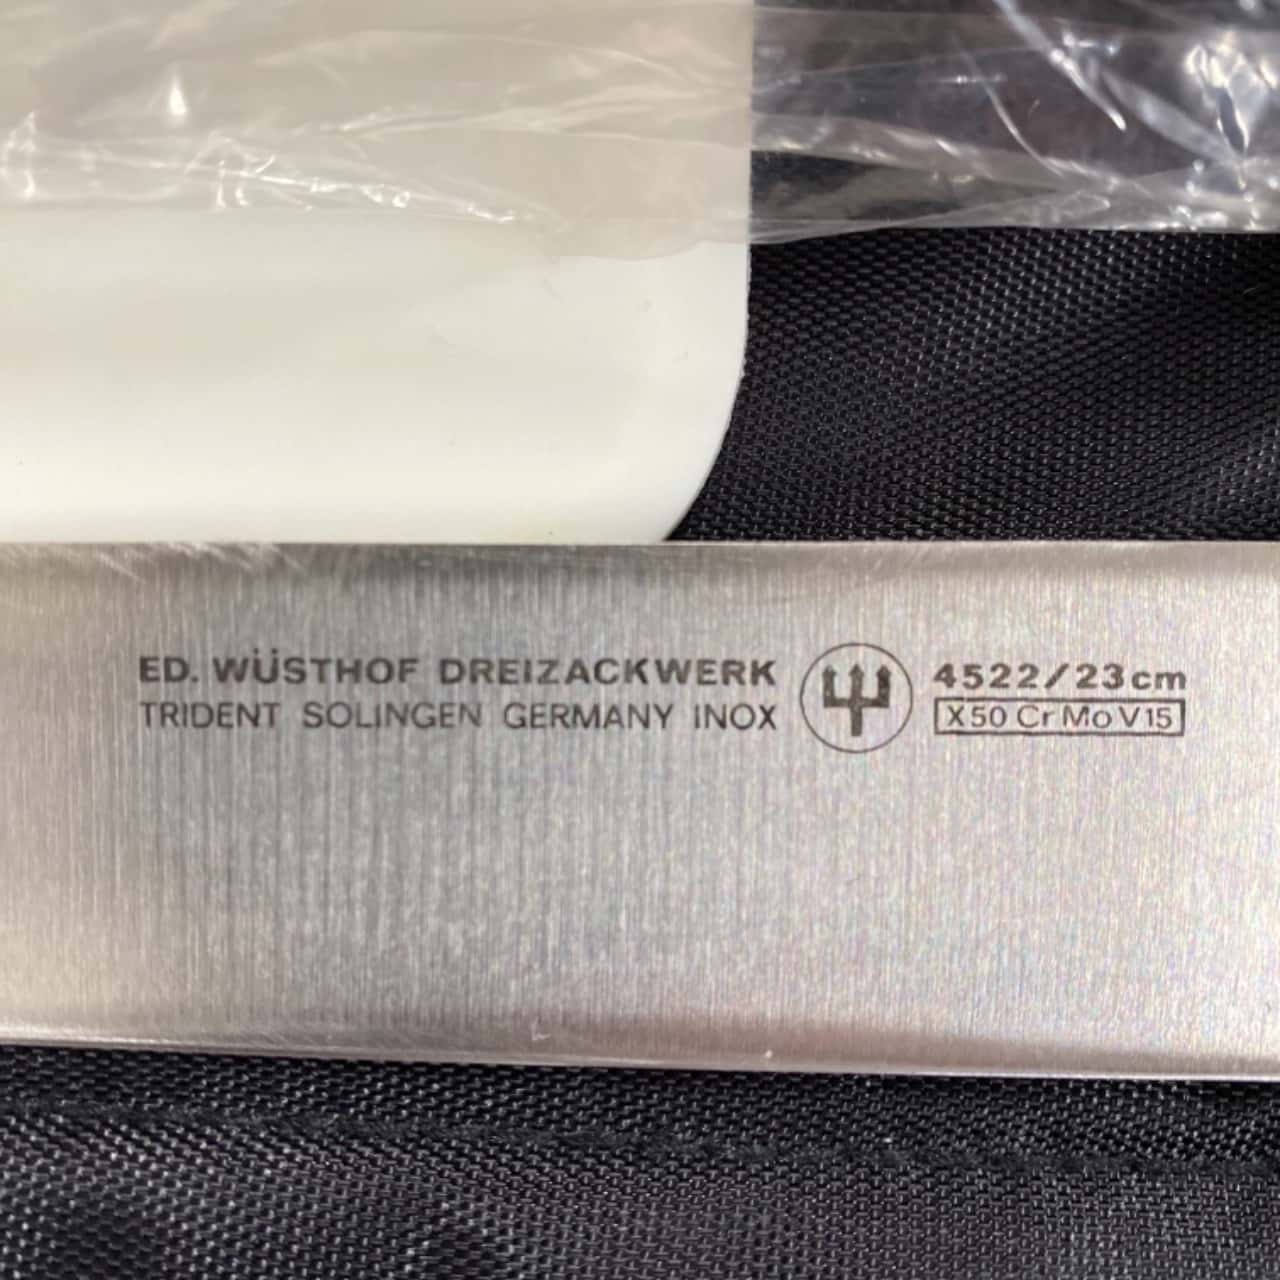 ED. WÜSTHOF DREIZACKWERK
TRIDENT SOLINGEN GERMANY INOX
4522/23cm
X50 Cr Mo V15